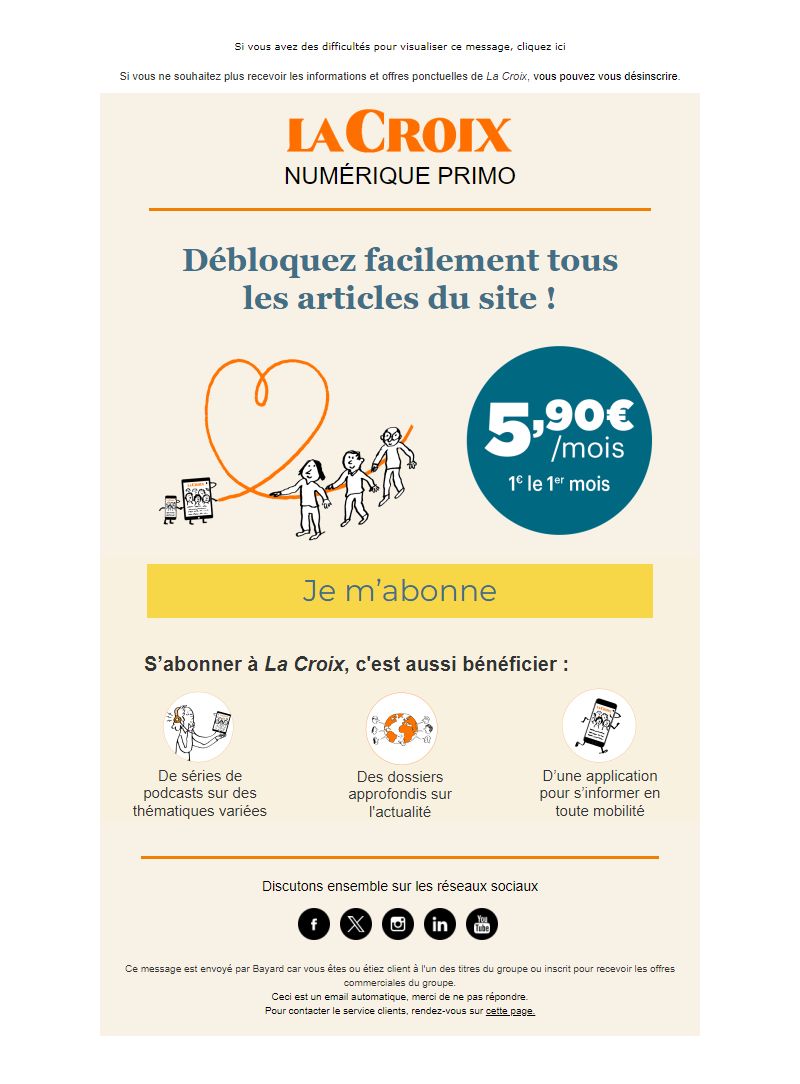 Si vous avez des difficultés pour visualiser ce message, cliquez ici
Si vous ne souhaitez plus recevoir les informations et offres ponctuelles de La Croix, vous pouvez vous désinscrire.
LA CROIX
NUMÉRIQUE PRIMO
Débloquez facilement tous
les articles du site !
5,90€
/mois
1€ le 1er mois
Je m’abonne
S’abonner à La Croix, c'est aussi bénéficier :
De séries de
podcasts sur des
thématiques variées
Des dossiers
approfondis sur
l'actualité
D’une application
pour s’informer en
toute mobilité
Discutons ensemble sur les réseaux sociaux
You
Tube
Ce message est envoyé par Bayard car vous êtes ou étiez client à l'un des titres du groupe ou inscrit pour recevoir les offres
commerciales du groupe.
Ceci est un email automatique, merci de ne pas répondre.
Pour contacter le service clients, rendez-vous sur cette page.